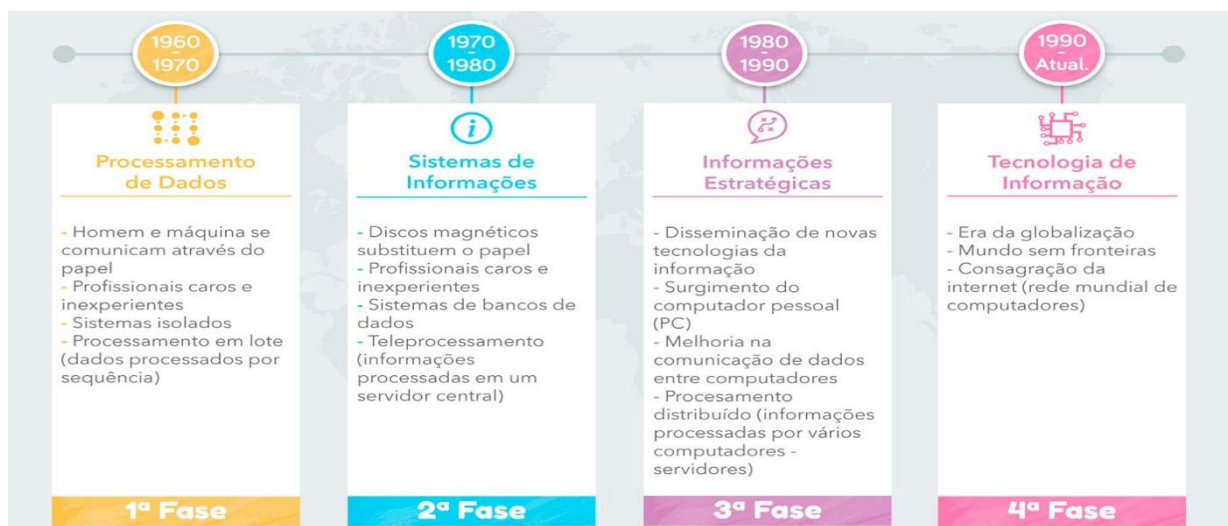 1960
-
1970
Processamento
de Dados
- Homem e máquina se
comunicam através do
papel
- Profissionais caros e
inexperientes
- Sistemas isolados
- Processamento em lote
(dados processados por
sequência)
1ª Fase
1970
-
1980
Sistemas de
Informações
- Discos magnéticos
substituem o papel
- Profissionais caros e
inexperientes
- Sistemas de bancos de
dados
- Teleprocessamento
(informações
processadas em um
servidor central)
2ª Fase
1980
-
1990
Informações
Estratégicas
- Disseminação de novas
tecnologias da
informação
- Surgimento do
computador pessoal
(PC)
- Melhoria na
comunicação de dados
entre computadores
- Procesamento
distribuído (informações
processadas por vários
computadores -
servidores)
3ª Fase
1990
-
Atual.
Tecnologia de
Informação
- Era da globalização
- Mundo sem fronteiras
- Consagração da
internet (rede mundial de
computadores)
4ª Fase